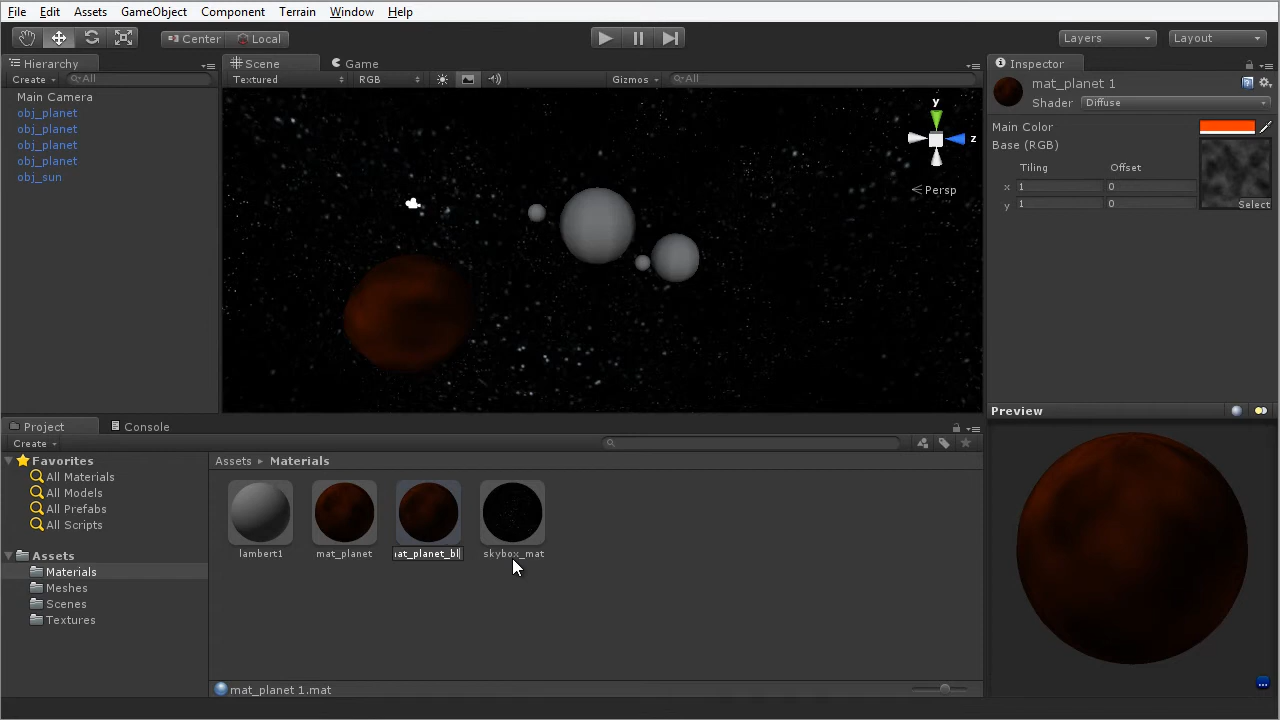 File Edit Assets GameObject Component Terrain Window Help
Center Local Layers Layout
Hierarchy Scene Game Inspector
Create All Textured RGB Gizmos All mat_planet 1
Shader Diffuse
Main Camera
obj_planet
obj_planet
obj_planet
obj_planet
obj_sun
y
z
Persp
Main Color
Base (RGB)
Tiling Offset
x 1 0
y 1 0
Select
Preview
Project Console
Create
Favorites
All Materials
All Models
All Prefabs
All Scripts
Assets
Materials
Meshes
Scenes
Textures
Assets Materials
lambert1 mat_planet at_planet_bl skybox_mat
mat_planet 1.mat